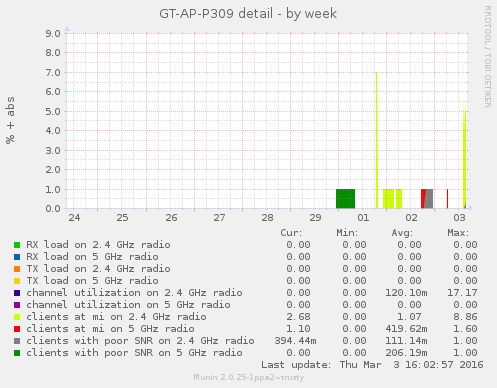 GT-AP-P309 detail - by week
RRDTOOL / TOBI OETIKER
% + abs
9.0
8.0
7.0
6.0
5.0
4.0
3.0
2.0
1.0
0.0
24 25 26 27 28 29 01 02 03
Cur: Min: Avg: Max:
RX load on 2.4 GHz radio 0.00 0.00 0.00 0.00
RX load on 5 GHz radio 0.00 0.00 0.00 0.00
TX load on 2.4 GHz radio 0.00 0.00 0.00 0.00
TX load on 5 GHz radio 0.00 0.00 0.00 0.00
channel utilization on 2.4 GHz radio 0.00 0.00 120.10m 17.17
channel utilization on 5 GHz radio 0.00 0.00 0.00 0.00
clients at mi on 2.4 GHz radio 2.68 0.00 1.07 8.86
clients at mi on 5 GHz radio 1.10 0.00 419.62m 1.60
clients with poor SNR on 2.4 GHz radio 394.44m 0.00 111.14m 1.00
clients with poor SNR on 5 GHz radio 0.00 0.00 206.19m 1.00
Last update: Thu Mar 3 16:02:57 2016
Munin 2.0.25-1ppa2~trusty